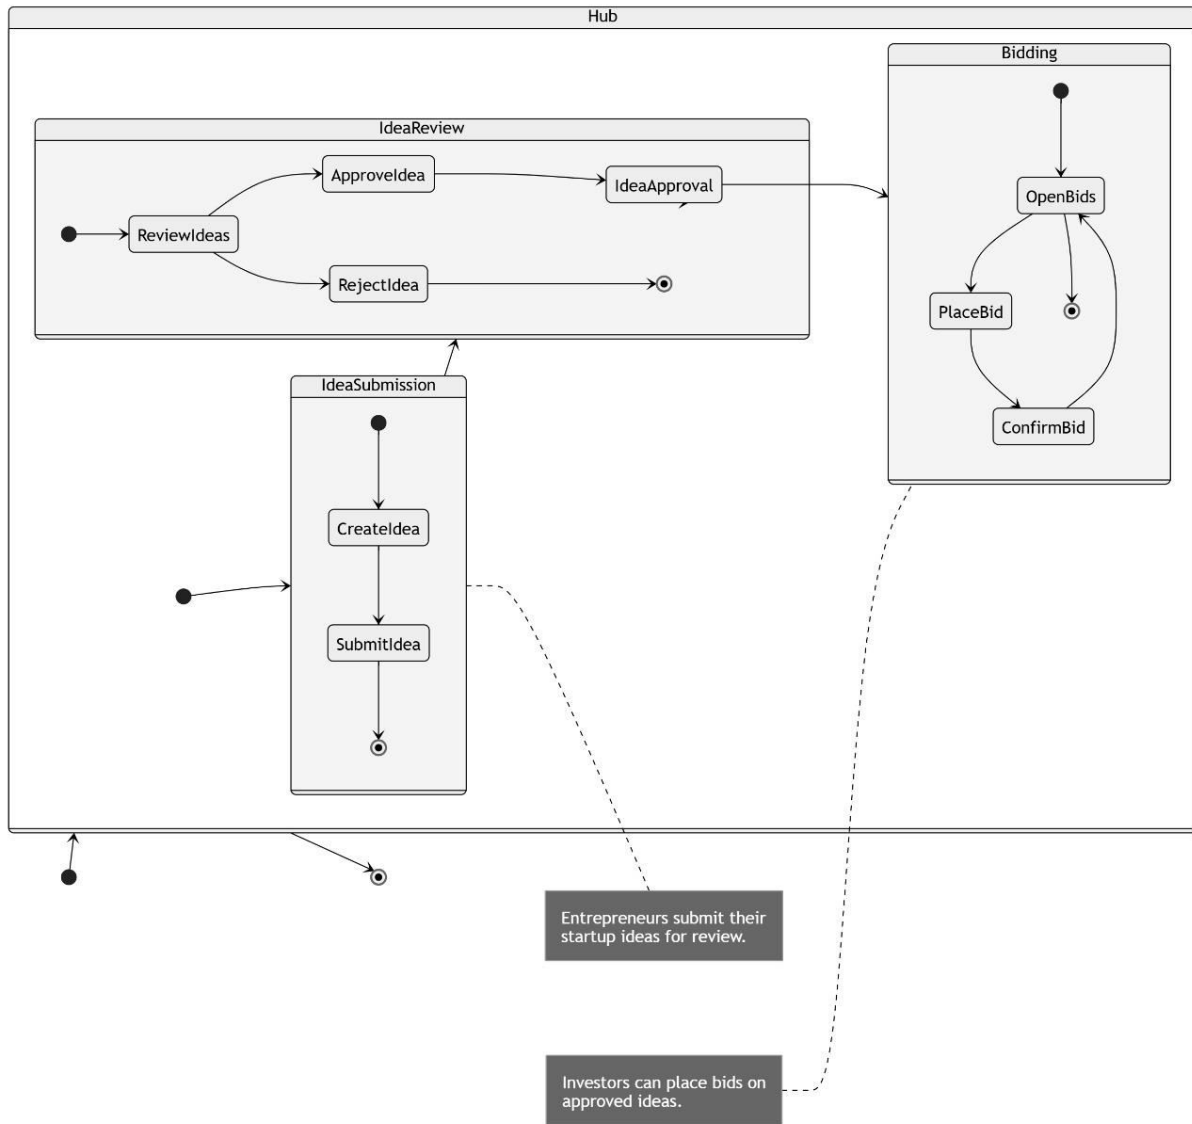 Hub
Bidding
IdeaReview
ApproveIdea
IdeaApproval
OpenBids
ReviewIdeas
RejectIdea
PlaceBid
IdeaSubmission
ConfirmBid
CreateIdea
SubmitIdea
Entrepreneurs submit their
startup ideas for review.
Investors can place bids on
approved ideas.